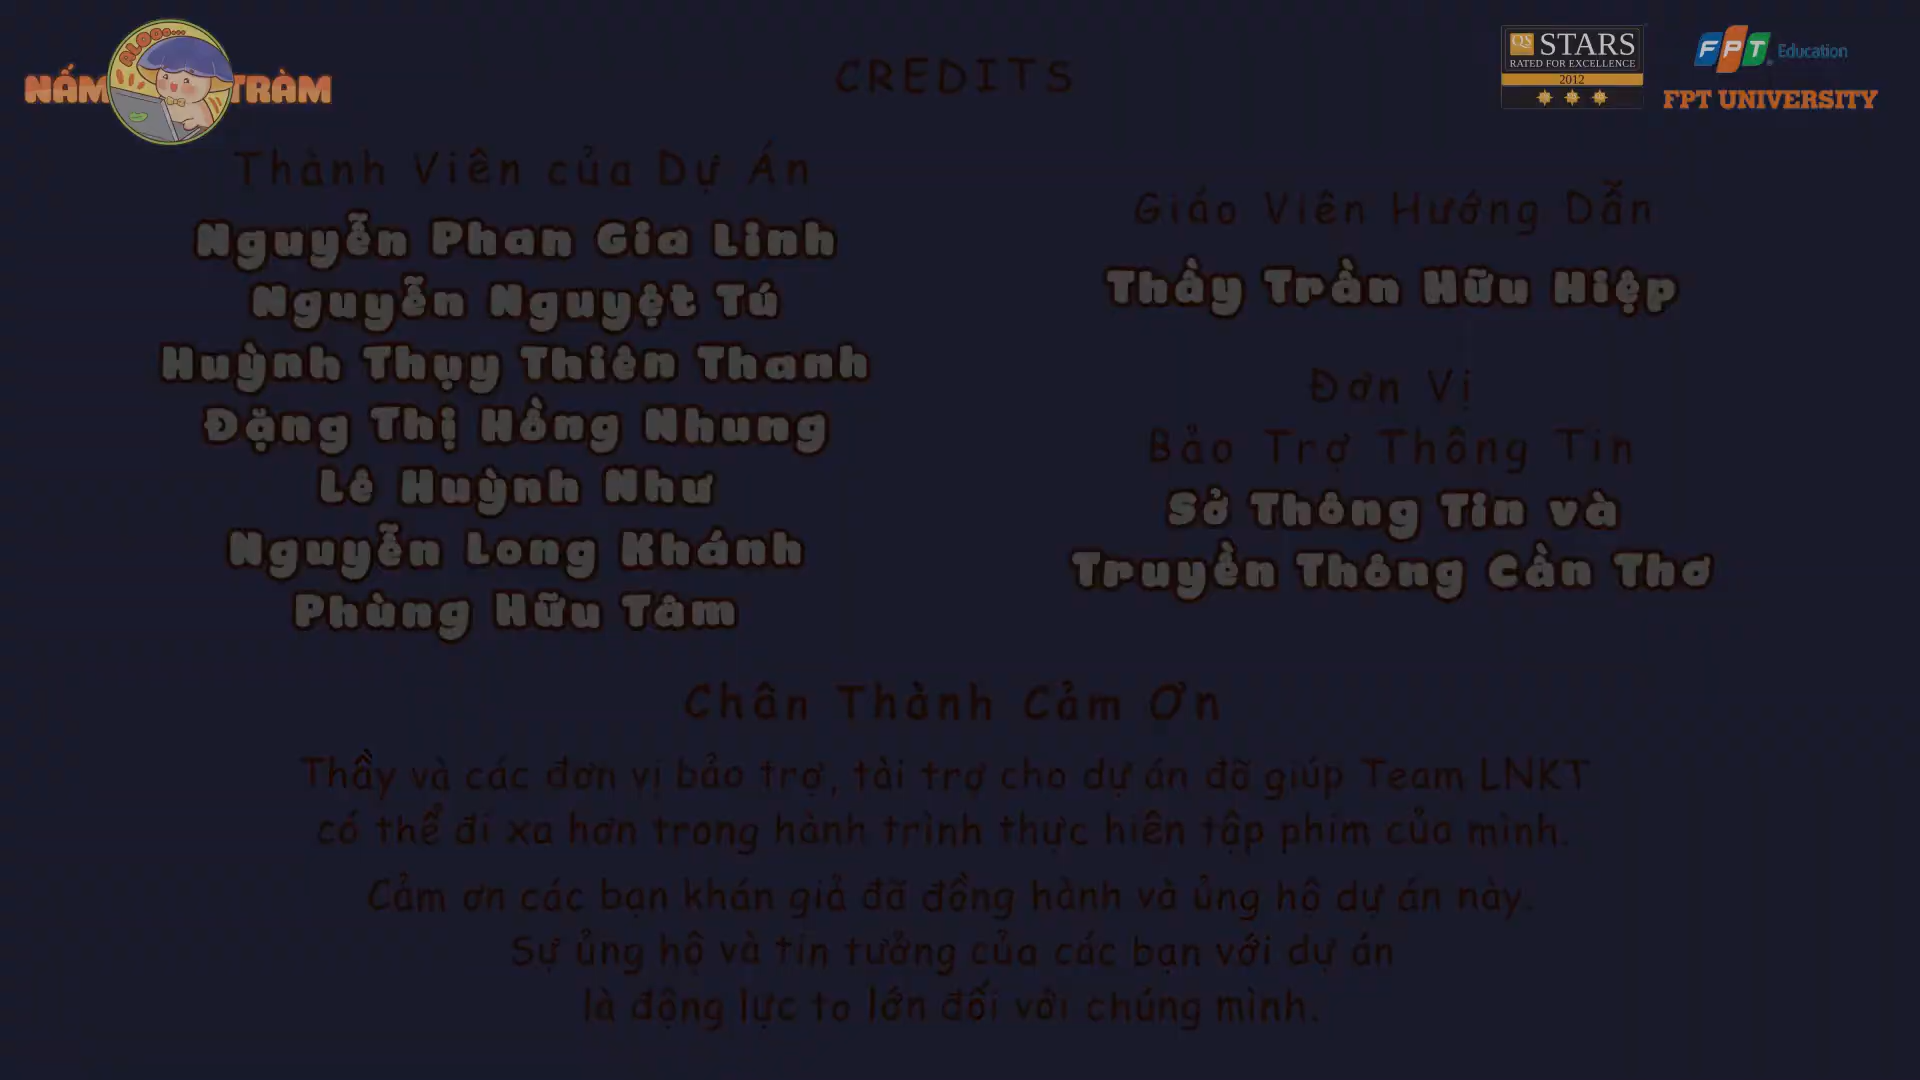 ALOOO...
NẤM TRÀM
CREDITS
QS STARS
RATED FOR EXCELLENCE
2012
FPT Education
FPT UNIVERSITY
Thành Viên của Dự Án
Nguyễn Phan Gia Linh
Nguyễn Nguyệt Tú
Huỳnh Thụy Thiên Thanh
Đặng Thị Hồng Nhung
Lê Huỳnh Như
Nguyễn Long Khánh
Phùng Hữu Tâm
Giáo Viên Hướng Dẫn
Thầy Trần Hữu Hiệp
Đơn Vị
Bảo Trợ Thông Tin
Sở Thông Tin và
Truyền Thông Cần Thơ
Chân Thành Cảm Ơn
Thầy và các đơn vị bảo trợ, tài trợ cho dự án đã giúp Team LNKT
có thể đi xa hơn trong hành trình thực hiên tập phim của mình.
Cảm ơn các bạn khán giả đã đồng hành và ủng hộ dự án này.
Sự ủng hộ và tin tưởng của các bạn với dự án
là động lực to lớn đối với chúng mình.